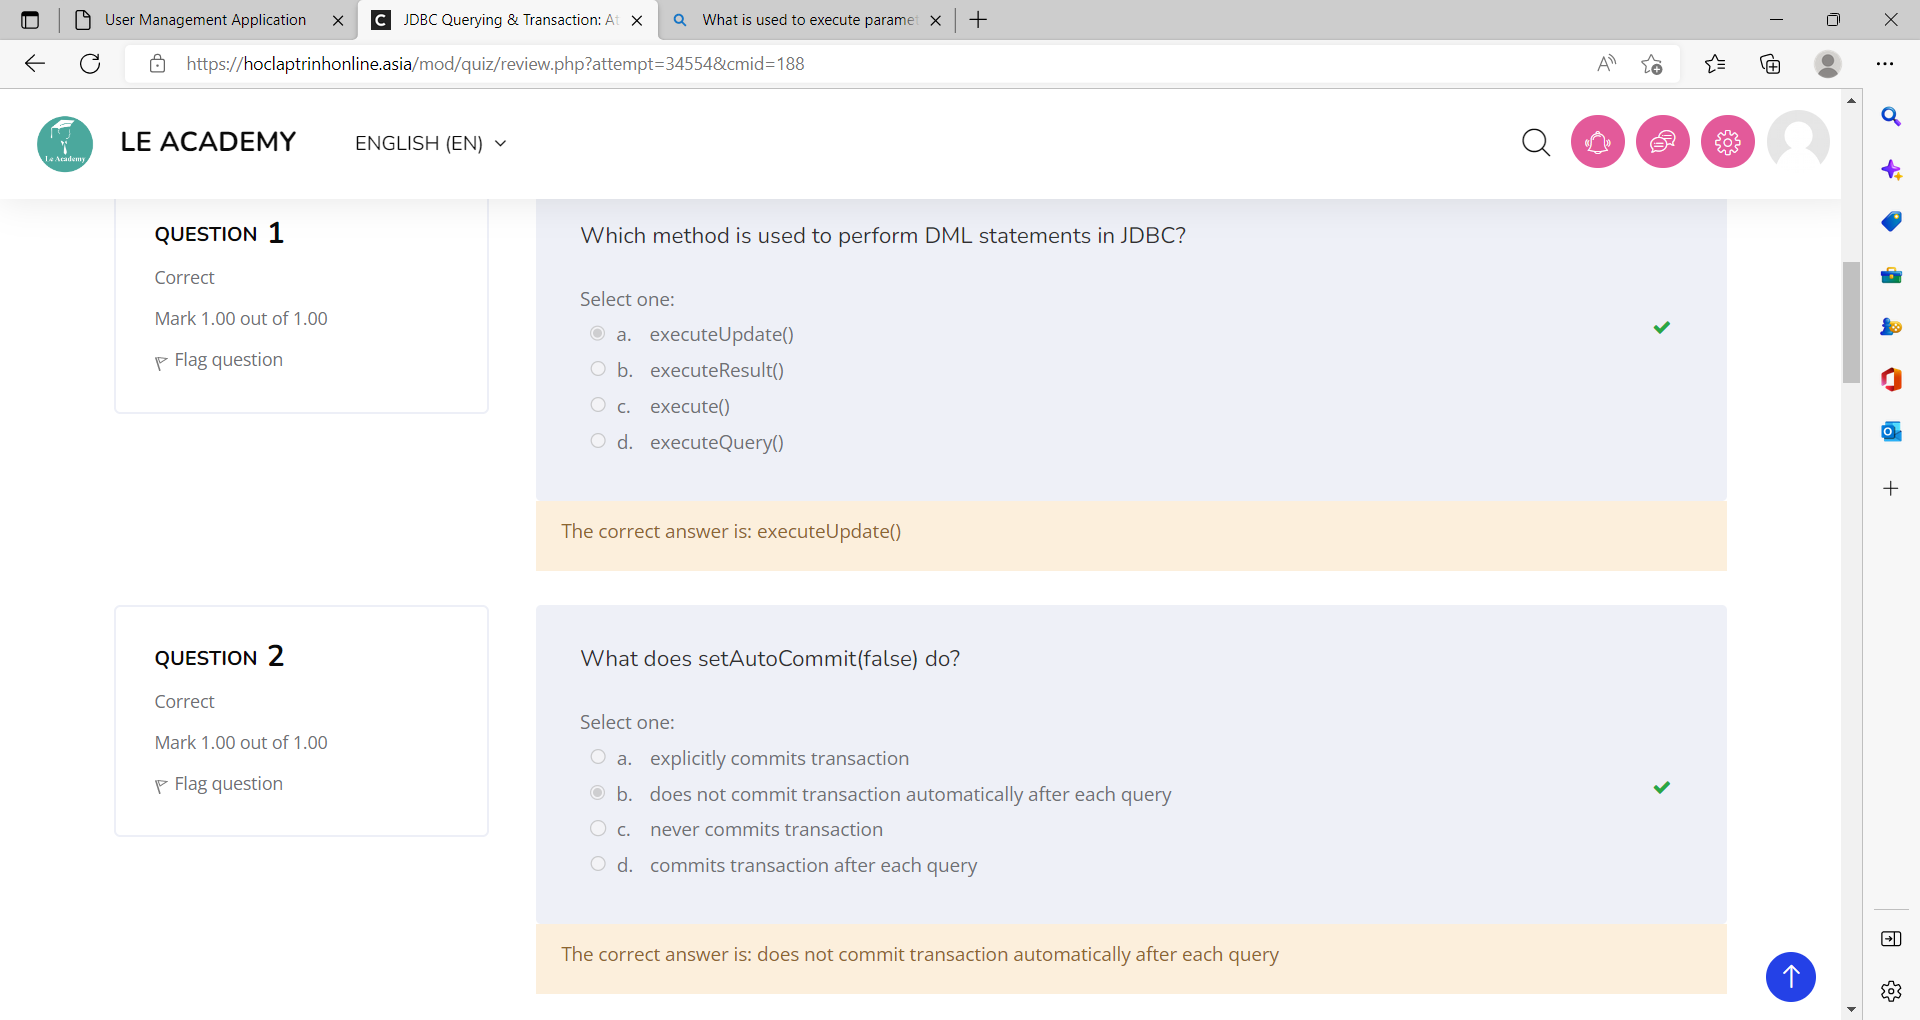 User Management Application
JDBC Querying & Transaction: At
What is used to execute paramet
https://hoclaptrinhonline.asia/mod/quiz/review.php?attempt=34554&cmid=188
Le Academy
LE ACADEMY
ENGLISH (EN)
QUESTION 1
Correct
Mark 1.00 out of 1.00
Flag question
Which method is used to perform DML statements in JDBC?
Select one:
a. executeUpdate()
b. executeResult()
c. execute()
d. executeQuery()
The correct answer is: executeUpdate()
QUESTION 2
Correct
Mark 1.00 out of 1.00
Flag question
What does setAutoCommit(false) do?
Select one:
a. explicitly commits transaction
b. does not commit transaction automatically after each query
c. never commits transaction
d. commits transaction after each query
The correct answer is: does not commit transaction automatically after each query